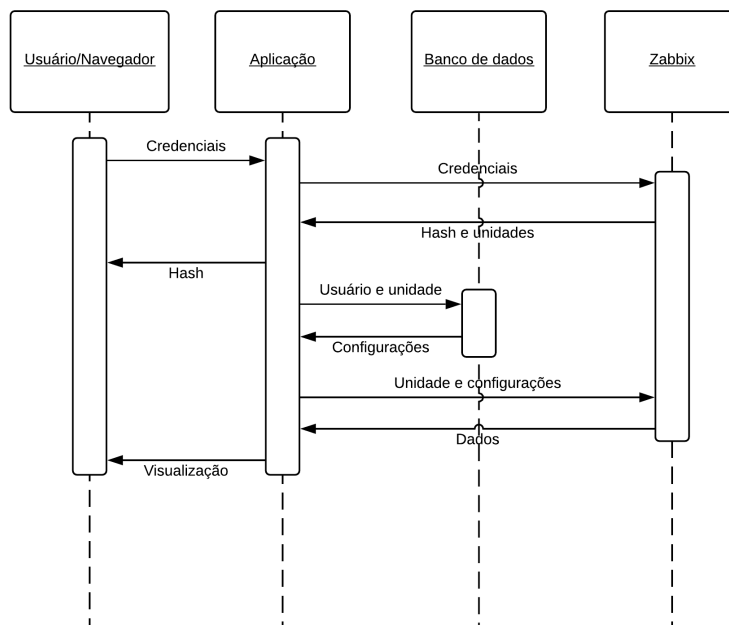 Usuário/Navegador
Aplicação
Banco de dados
Zabbix
Credenciais
Credenciais
Hash e unidades
Hash
Usuário e unidade
Configurações
Unidade e configurações
Dados
Visualização